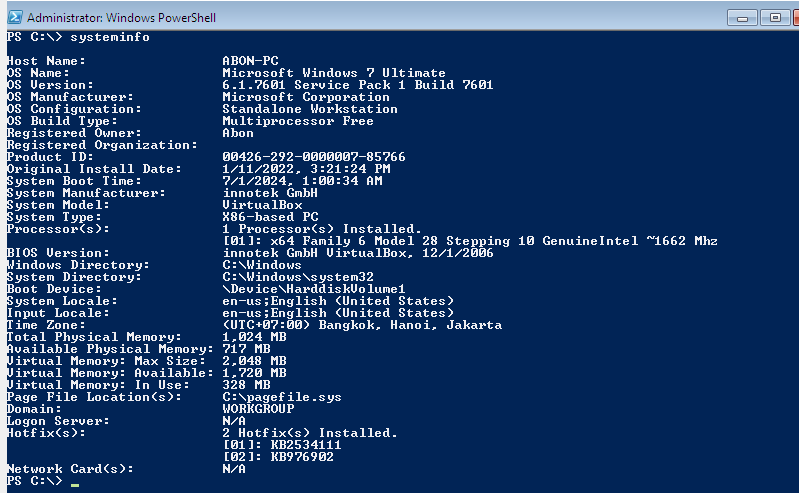 Administrator: Windows PowerShell
PS C:\> systeminfo
Host Name: ABON-PC
OS Name: Microsoft Windows 7 Ultimate
OS Version: 6.1.7601 Service Pack 1 Build 7601
OS Manufacturer: Microsoft Corporation
OS Configuration: Standalone Workstation
OS Build Type: Multiprocessor Free
Registered Owner: Abon
Registered Organization:
Product ID: 00426-292-0000007-85766
Original Install Date: 1/11/2022, 3:21:24 PM
System Boot Time: 7/1/2024, 1:00:34 AM
System Manufacturer: innotek GmbH
System Model: VirtualBox
System Type: X86-based PC
Processor(s): 1 Processor(s) Installed.
[01]: x64 Family 6 Model 28 Stepping 10 GenuineIntel ~1662 Mhz
BIOS Version: innotek GmbH VirtualBox, 12/1/2006
Windows Directory: C:\Windows
System Directory: C:\Windows\system32
Boot Device: \Device\HarddiskVolume1
System Locale: en-us;English (United States)
Input Locale: en-us;English (United States)
Time Zone: (UTC+07:00) Bangkok, Hanoi, Jakarta
Total Physical Memory: 1,024 MB
Available Physical Memory: 717 MB
Virtual Memory: Max Size: 2,048 MB
Virtual Memory: Available: 1,720 MB
Virtual Memory: In Use: 328 MB
Page File Location(s): C:\pagefile.sys
Domain: WORKGROUP
Logon Server: N/A
Hotfix(s): 2 Hotfix(s) Installed.
[01]: KB2534111
[02]: KB976902
Network Card(s): N/A
PS C:\> _